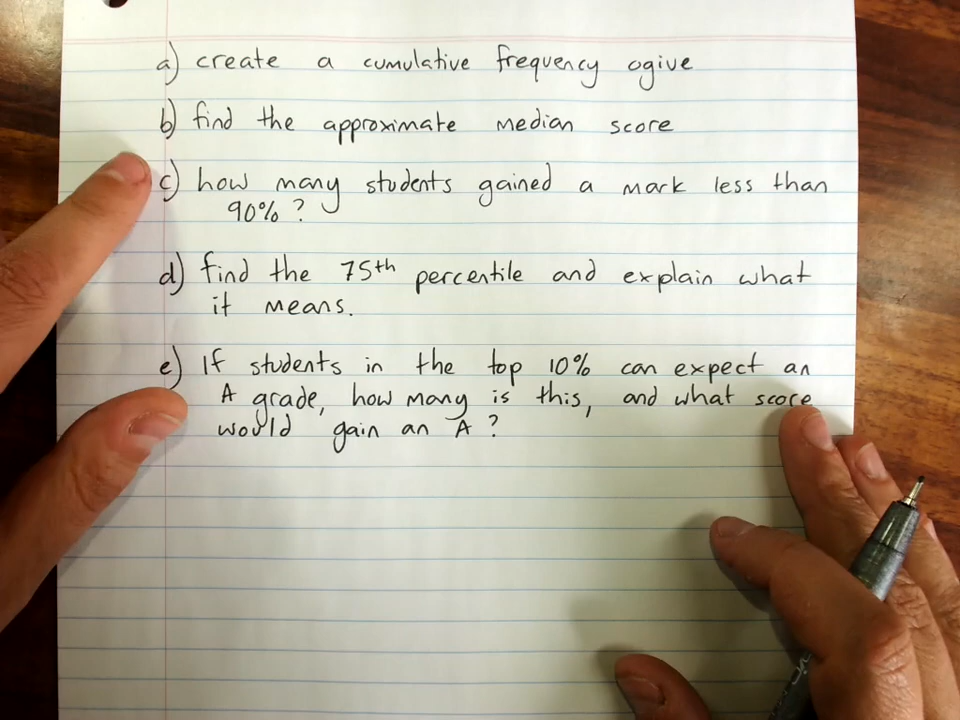 a) create a cumulative frequency ogive
b) find the approximate median score
c) how many students gained a mark less than
90% ?
d) find the 75th percentile and explain what
it means.
e) If students in the top 10% can expect an
A grade, how many is this, and what score
would gain an A ?